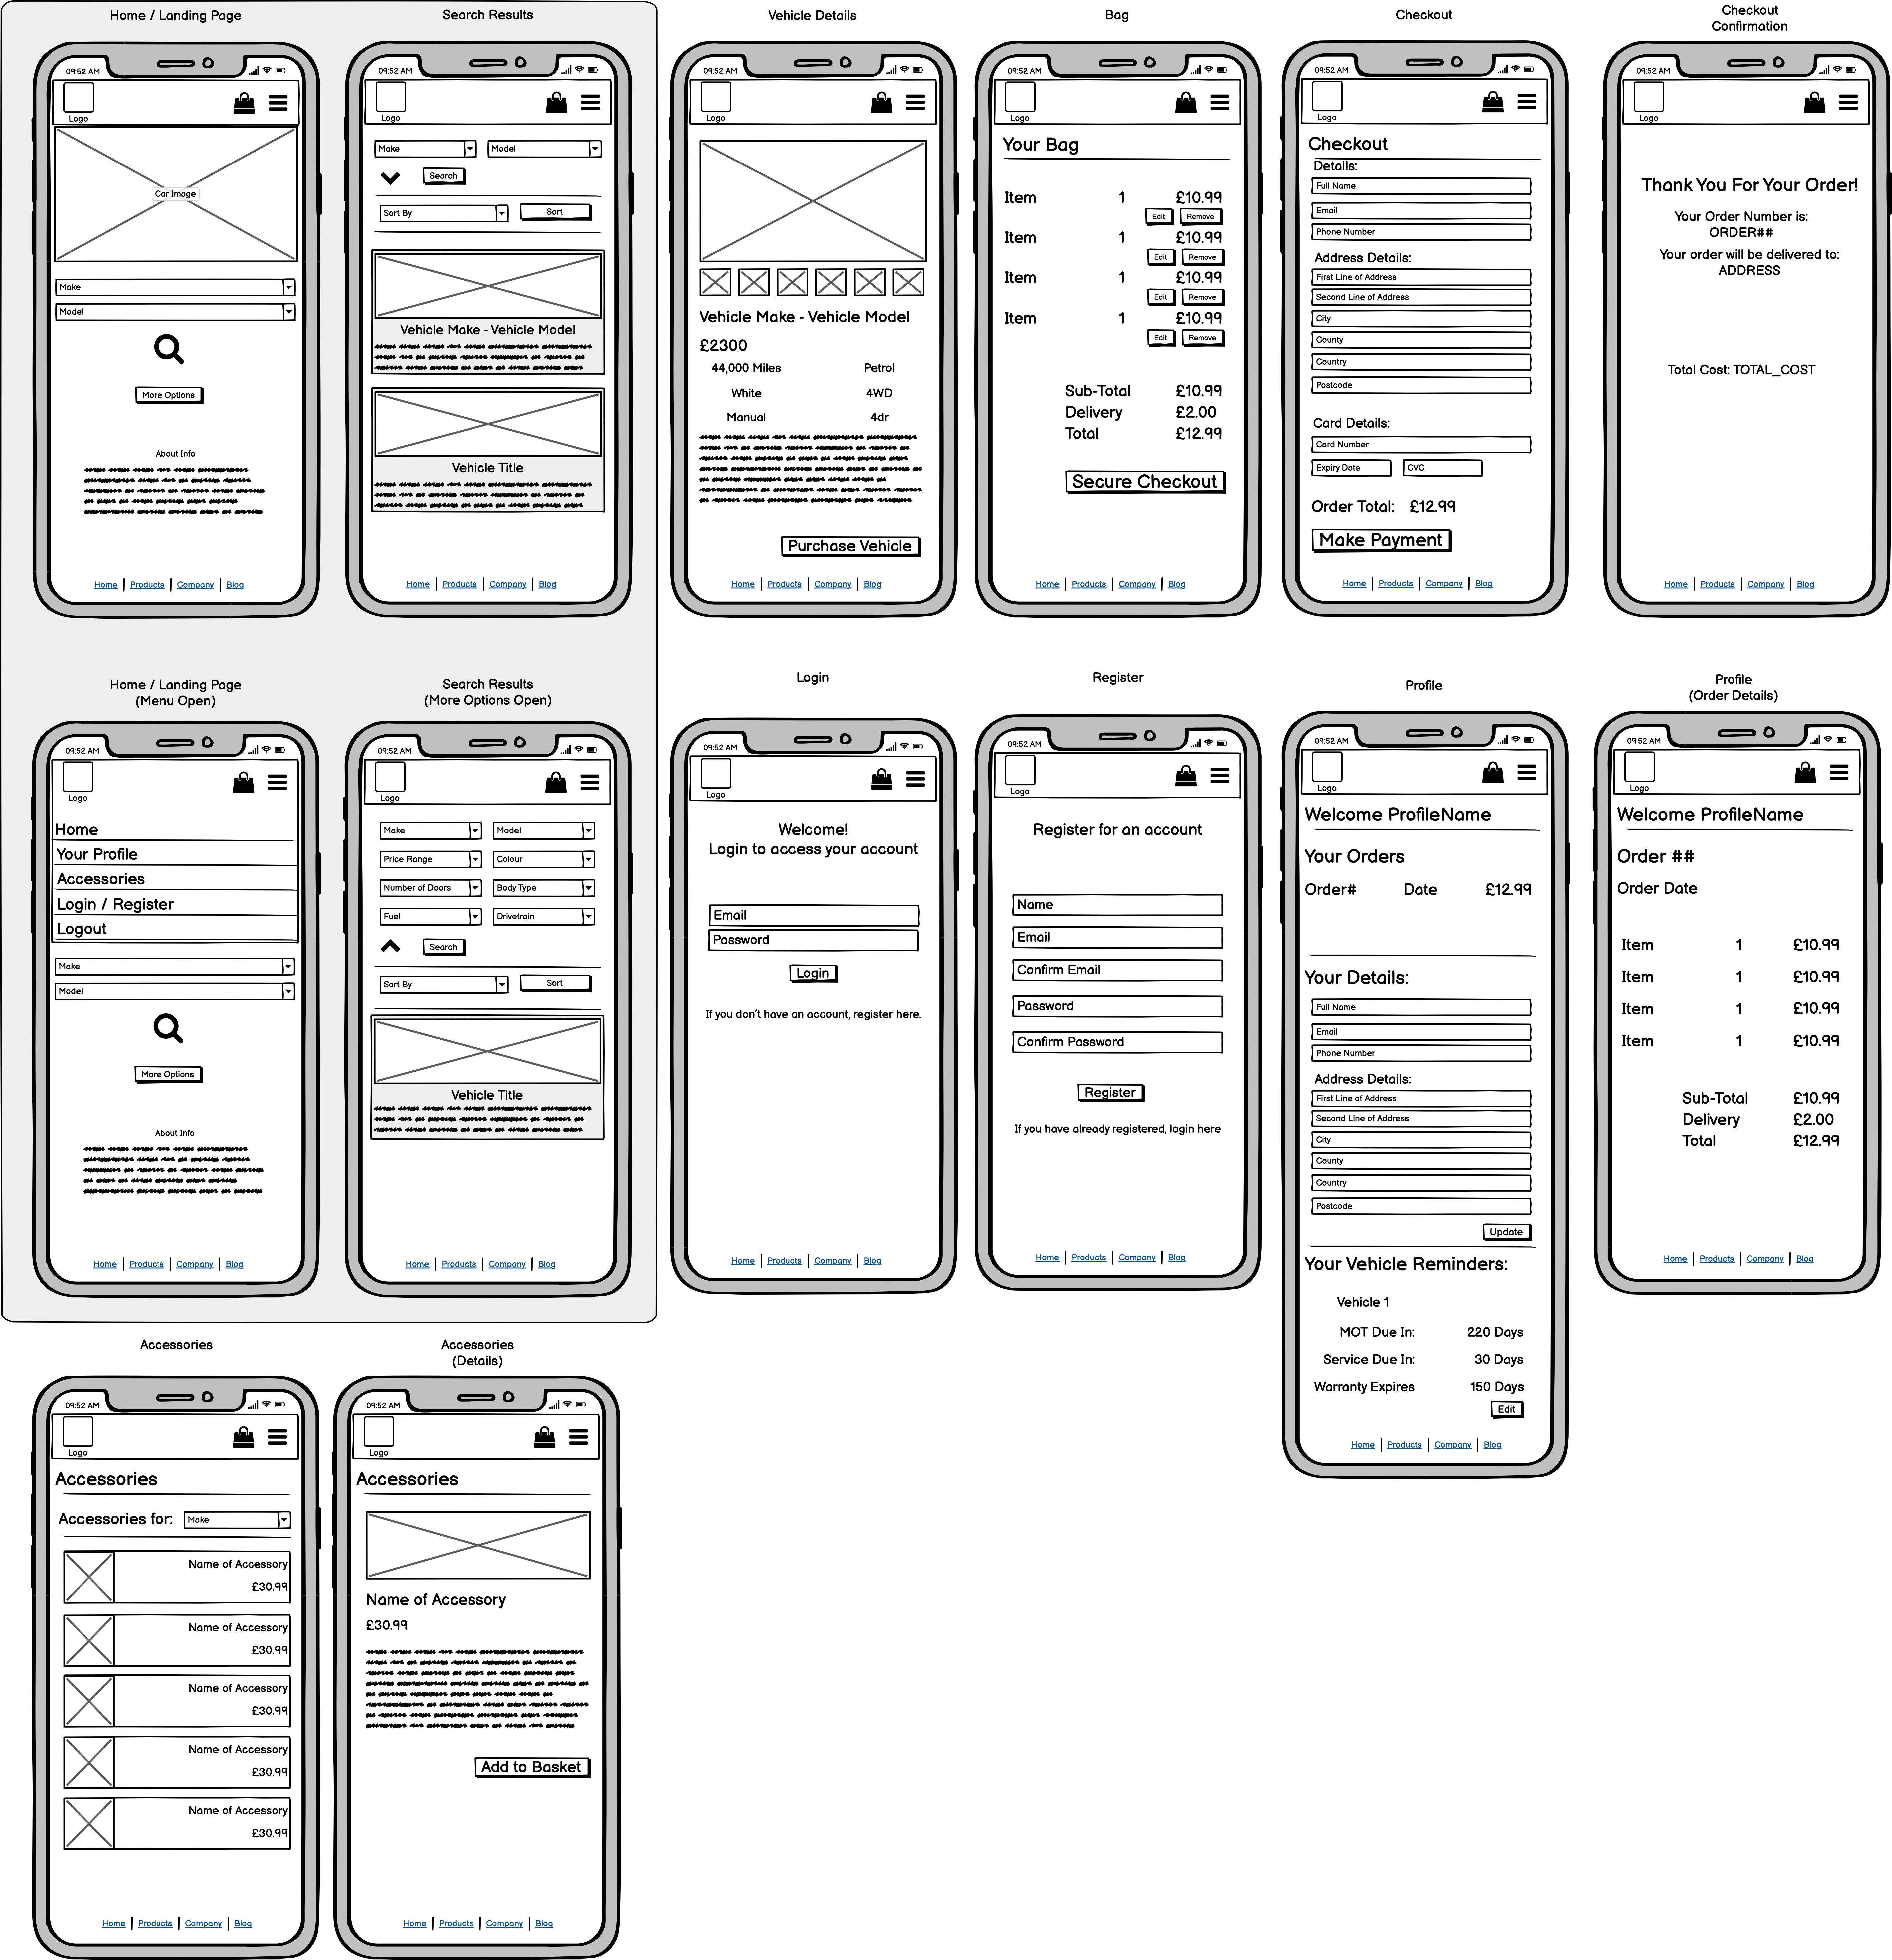 Home / Landing Page
09:52 AM
Logo
Car Image
Make
Model
More Options
About Info
Home | Products | Company | Blog
Search Results
09:52 AM
Logo
Make Model
Search
Sort By Sort
Vehicle Make - Vehicle Model
Vehicle Title
Home | Products | Company | Blog
Vehicle Details
09:52 AM
Logo
Vehicle Make - Vehicle Model
£2300
44,000 Miles Petrol
White 4WD
Manual 4dr
Purchase Vehicle
Home | Products | Company | Blog
Bag
09:52 AM
Logo
Your Bag
Item 1 £10.99
Edit Remove
Item 1 £10.99
Edit Remove
Item 1 £10.99
Edit Remove
Item 1 £10.99
Edit Remove
Sub-Total £10.99
Delivery £2.00
Total £12.99
Secure Checkout
Home | Products | Company | Blog
Checkout
09:52 AM
Logo
Checkout
Details:
Full Name
Email
Phone Number
Address Details:
First Line of Address
Second Line of Address
City
County
Country
Postcode
Card Details:
Card Number
Expiry Date CVC
Order Total: £12.99
Make Payment
Home | Products | Company | Blog
Checkout
Confirmation
09:52 AM
Logo
Thank You For Your Order!
Your Order Number is:
ORDER##
Your order will be delivered to:
ADDRESS
Total Cost: TOTAL_COST
Home | Products | Company | Blog
Home / Landing Page
(Menu Open)
09:52 AM
Logo
Home
Your Profile
Accessories
Login / Register
Logout
Make
Model
More Options
About Info
Home | Products | Company | Blog
Search Results
(More Options Open)
09:52 AM
Logo
Make Model
Price Range Colour
Number of Doors Body Type
Fuel Drivetrain
Search
Sort By Sort
Vehicle Title
Home | Products | Company | Blog
Login
09:52 AM
Logo
Welcome!
Login to access your account
Email
Password
Login
If you don't have an account, register here.
Home | Products | Company | Blog
Register
09:52 AM
Logo
Register for an account
Name
Email
Confirm Email
Password
Confirm Password
Register
If you have already registered, login here
Home | Products | Company | Blog
Profile
09:52 AM
Logo
Welcome ProfileName
Your Orders
Order# Date £12.99
Your Details:
Full Name
Email
Phone Number
Address Details:
First Line of Address
Second Line of Address
City
County
Country
Postcode
Update
Your Vehicle Reminders:
Vehicle 1
MOT Due In: 220 Days
Service Due In: 30 Days
Warranty Expires 150 Days
Edit
Home | Products | Company | Blog
Profile
(Order Details)
09:52 AM
Logo
Welcome ProfileName
Order ##
Order Date
Item 1 £10.99
Item 1 £10.99
Item 1 £10.99
Item 1 £10.99
Sub-Total £10.99
Delivery £2.00
Total £12.99
Home | Products | Company | Blog
Accessories
09:52 AM
Logo
Accessories
Accessories for: Make
Name of Accessory
£30.99
Name of Accessory
£30.99
Name of Accessory
£30.99
Name of Accessory
£30.99
Name of Accessory
£30.99
Home | Products | Company | Blog
Accessories
(Details)
09:52 AM
Logo
Accessories
Name of Accessory
£30.99
Add to Basket
Home | Products | Company | Blog